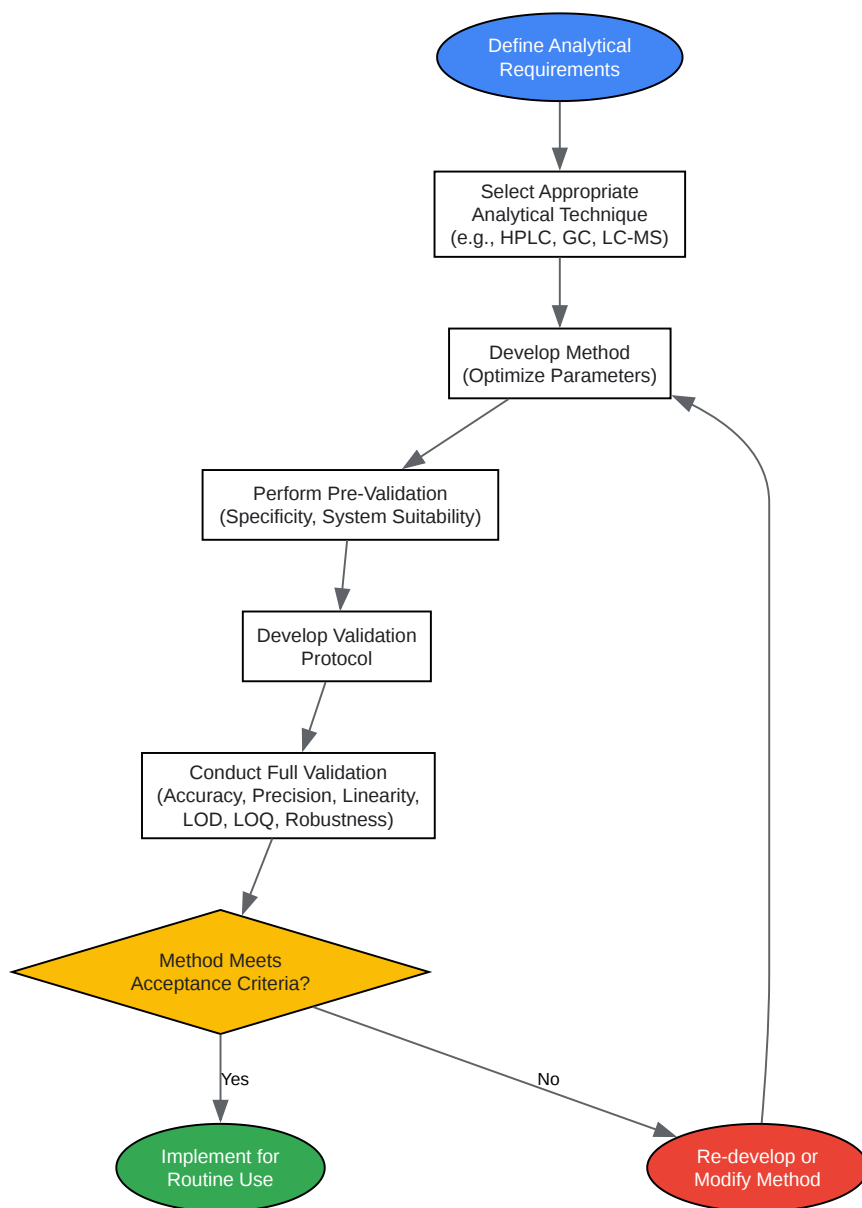 Define Analytical
Requirements
Select Appropriate
Analytical Technique
(e.g., HPLC, GC, LC-MS)
Develop Method
(Optimize Parameters)
Perform Pre-Validation
(Specificity, System Suitability)
Develop Validation
Protocol
Conduct Full Validation
(Accuracy, Precision, Linearity,
LOD, LOQ, Robustness)
Method Meets
Acceptance Criteria?
Yes
No
Implement for
Routine Use
Re-develop or
Modify Method